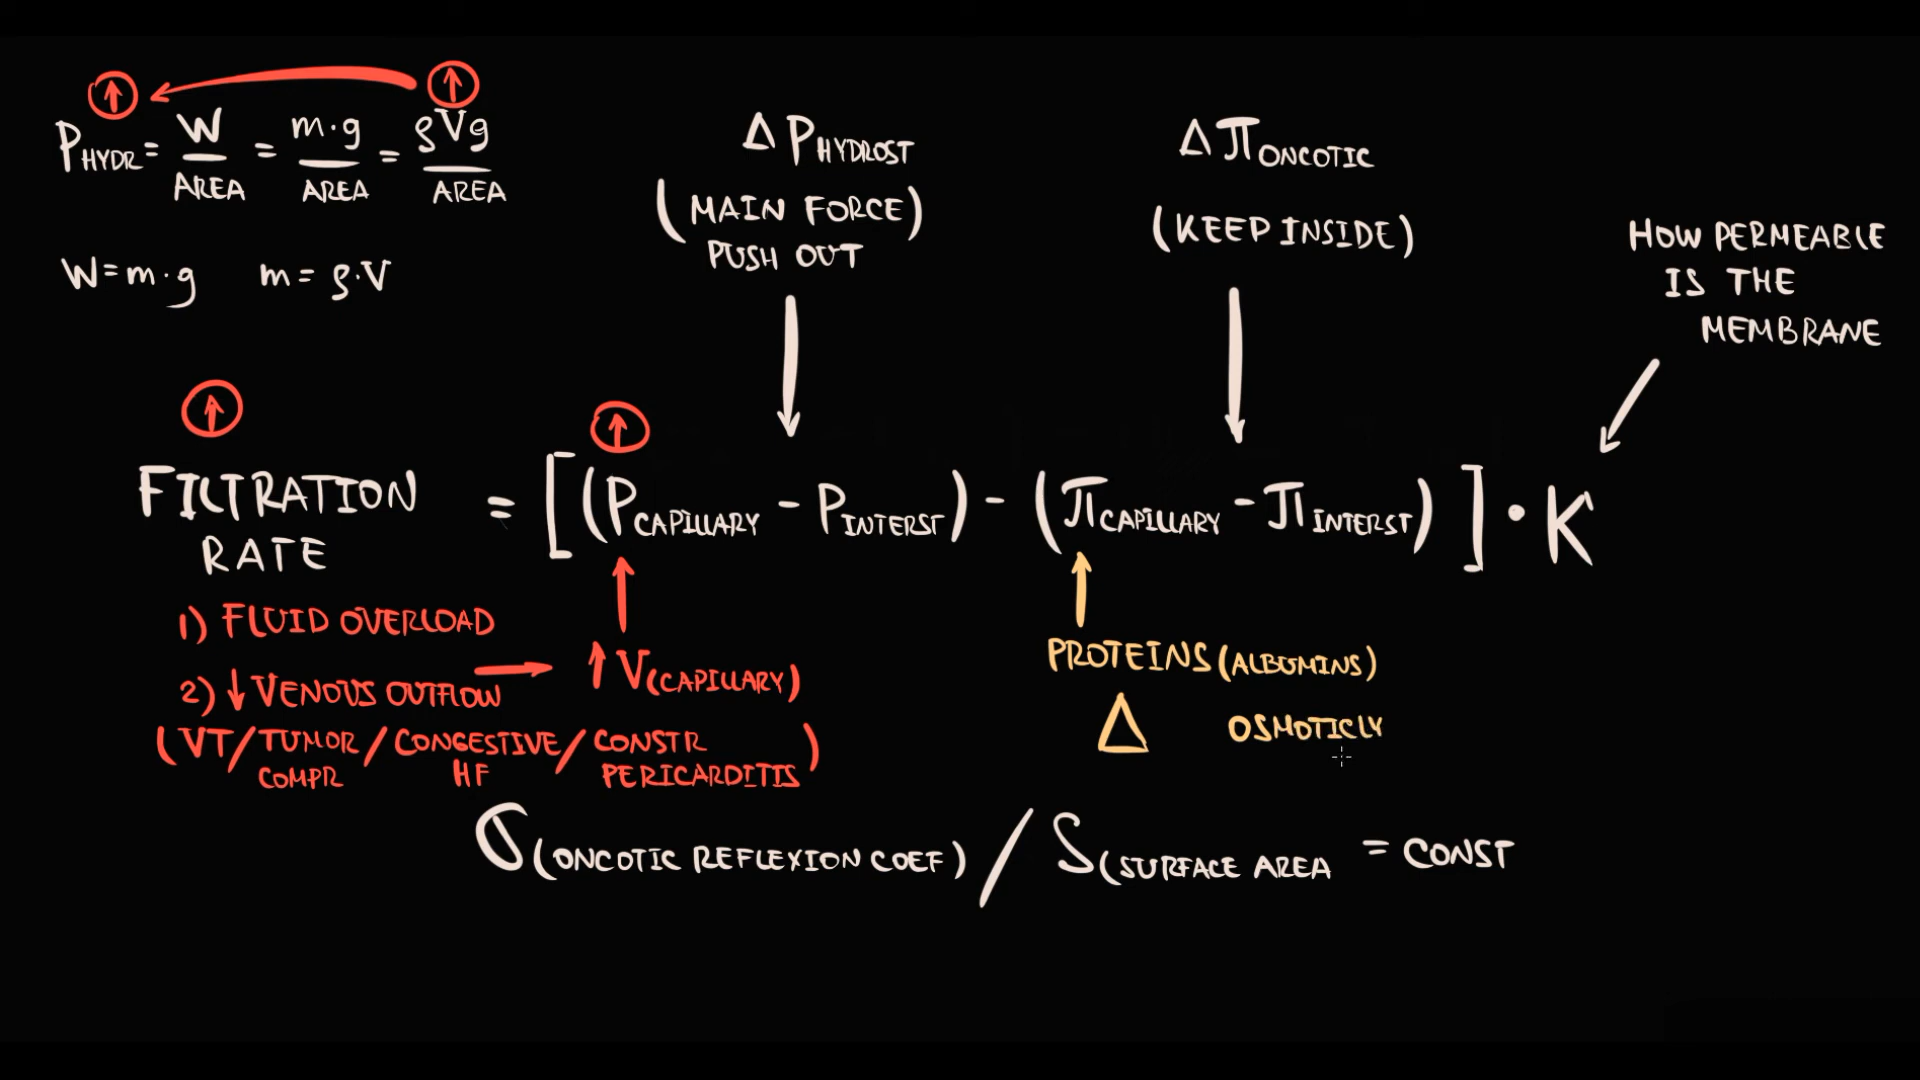 P HYDR = W / AREA = m·g / AREA = ρVg / AREA
W=m·g m=ρ·V
Δ P HYDROST
(MAIN FORCE)
PUSH OUT
Δ π ONCOTIC
(KEEP INSIDE)
HOW PERMEABLE
IS THE
MEMBRANE
FILTRATION
RATE
= [(P CAPILLARY - P INTERST) - (π CAPILLARY - π INTERST)] · K
1) FLUID OVERLOAD
2) ↓ VENOUS OUTFLOW → ↑ V(CAPILLARY)
(VT/TUMOR COMPR/CONGESTIVE HF/CONSTR PERICARDITIS)
PROTEINS (ALBUMINS)
Δ OSMOTICLY
σ(ONCOTIC REFLEXION COEF) / S(SURFACE AREA = CONST